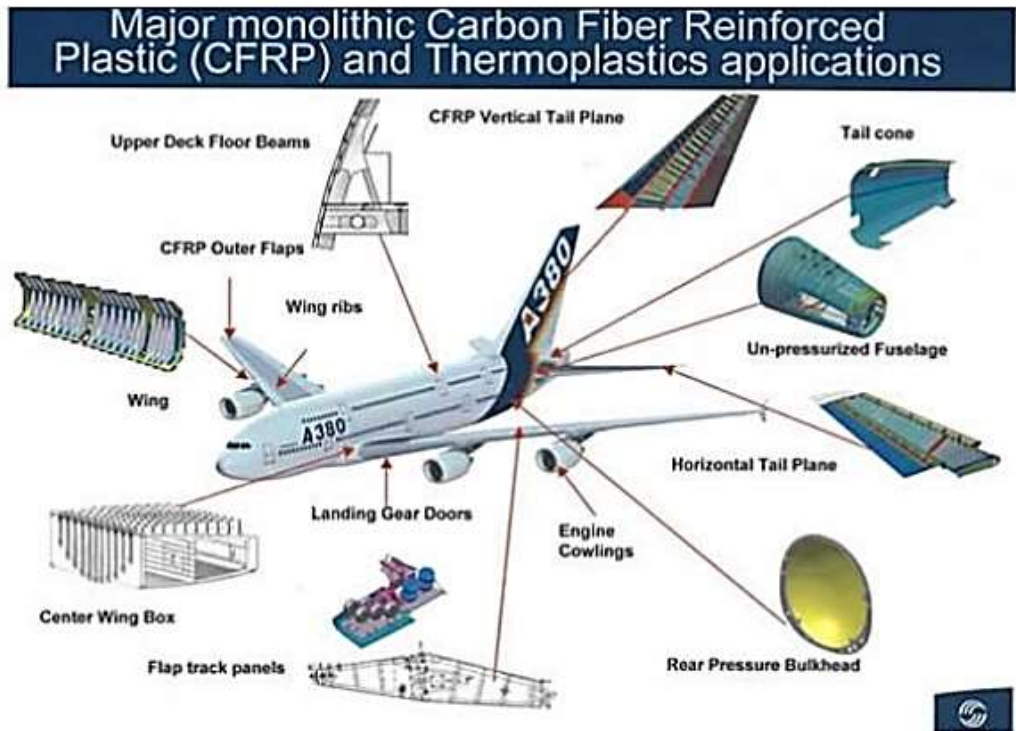 Major monolithic Carbon Fiber Reinforced
Plastic (CFRP) and Thermoplastics applications
CFRP Vertical Tail Plane
Tail cone
Upper Deck Floor Beams
CFRP Outer Flaps
Wing ribs
A380
Un-pressurized Fuselage
Wing
A380
Horizontal Tail Plane
Landing Gear Doors
Engine
Cowlings
Center Wing Box
Flap track panels
Rear Pressure Bulkhead